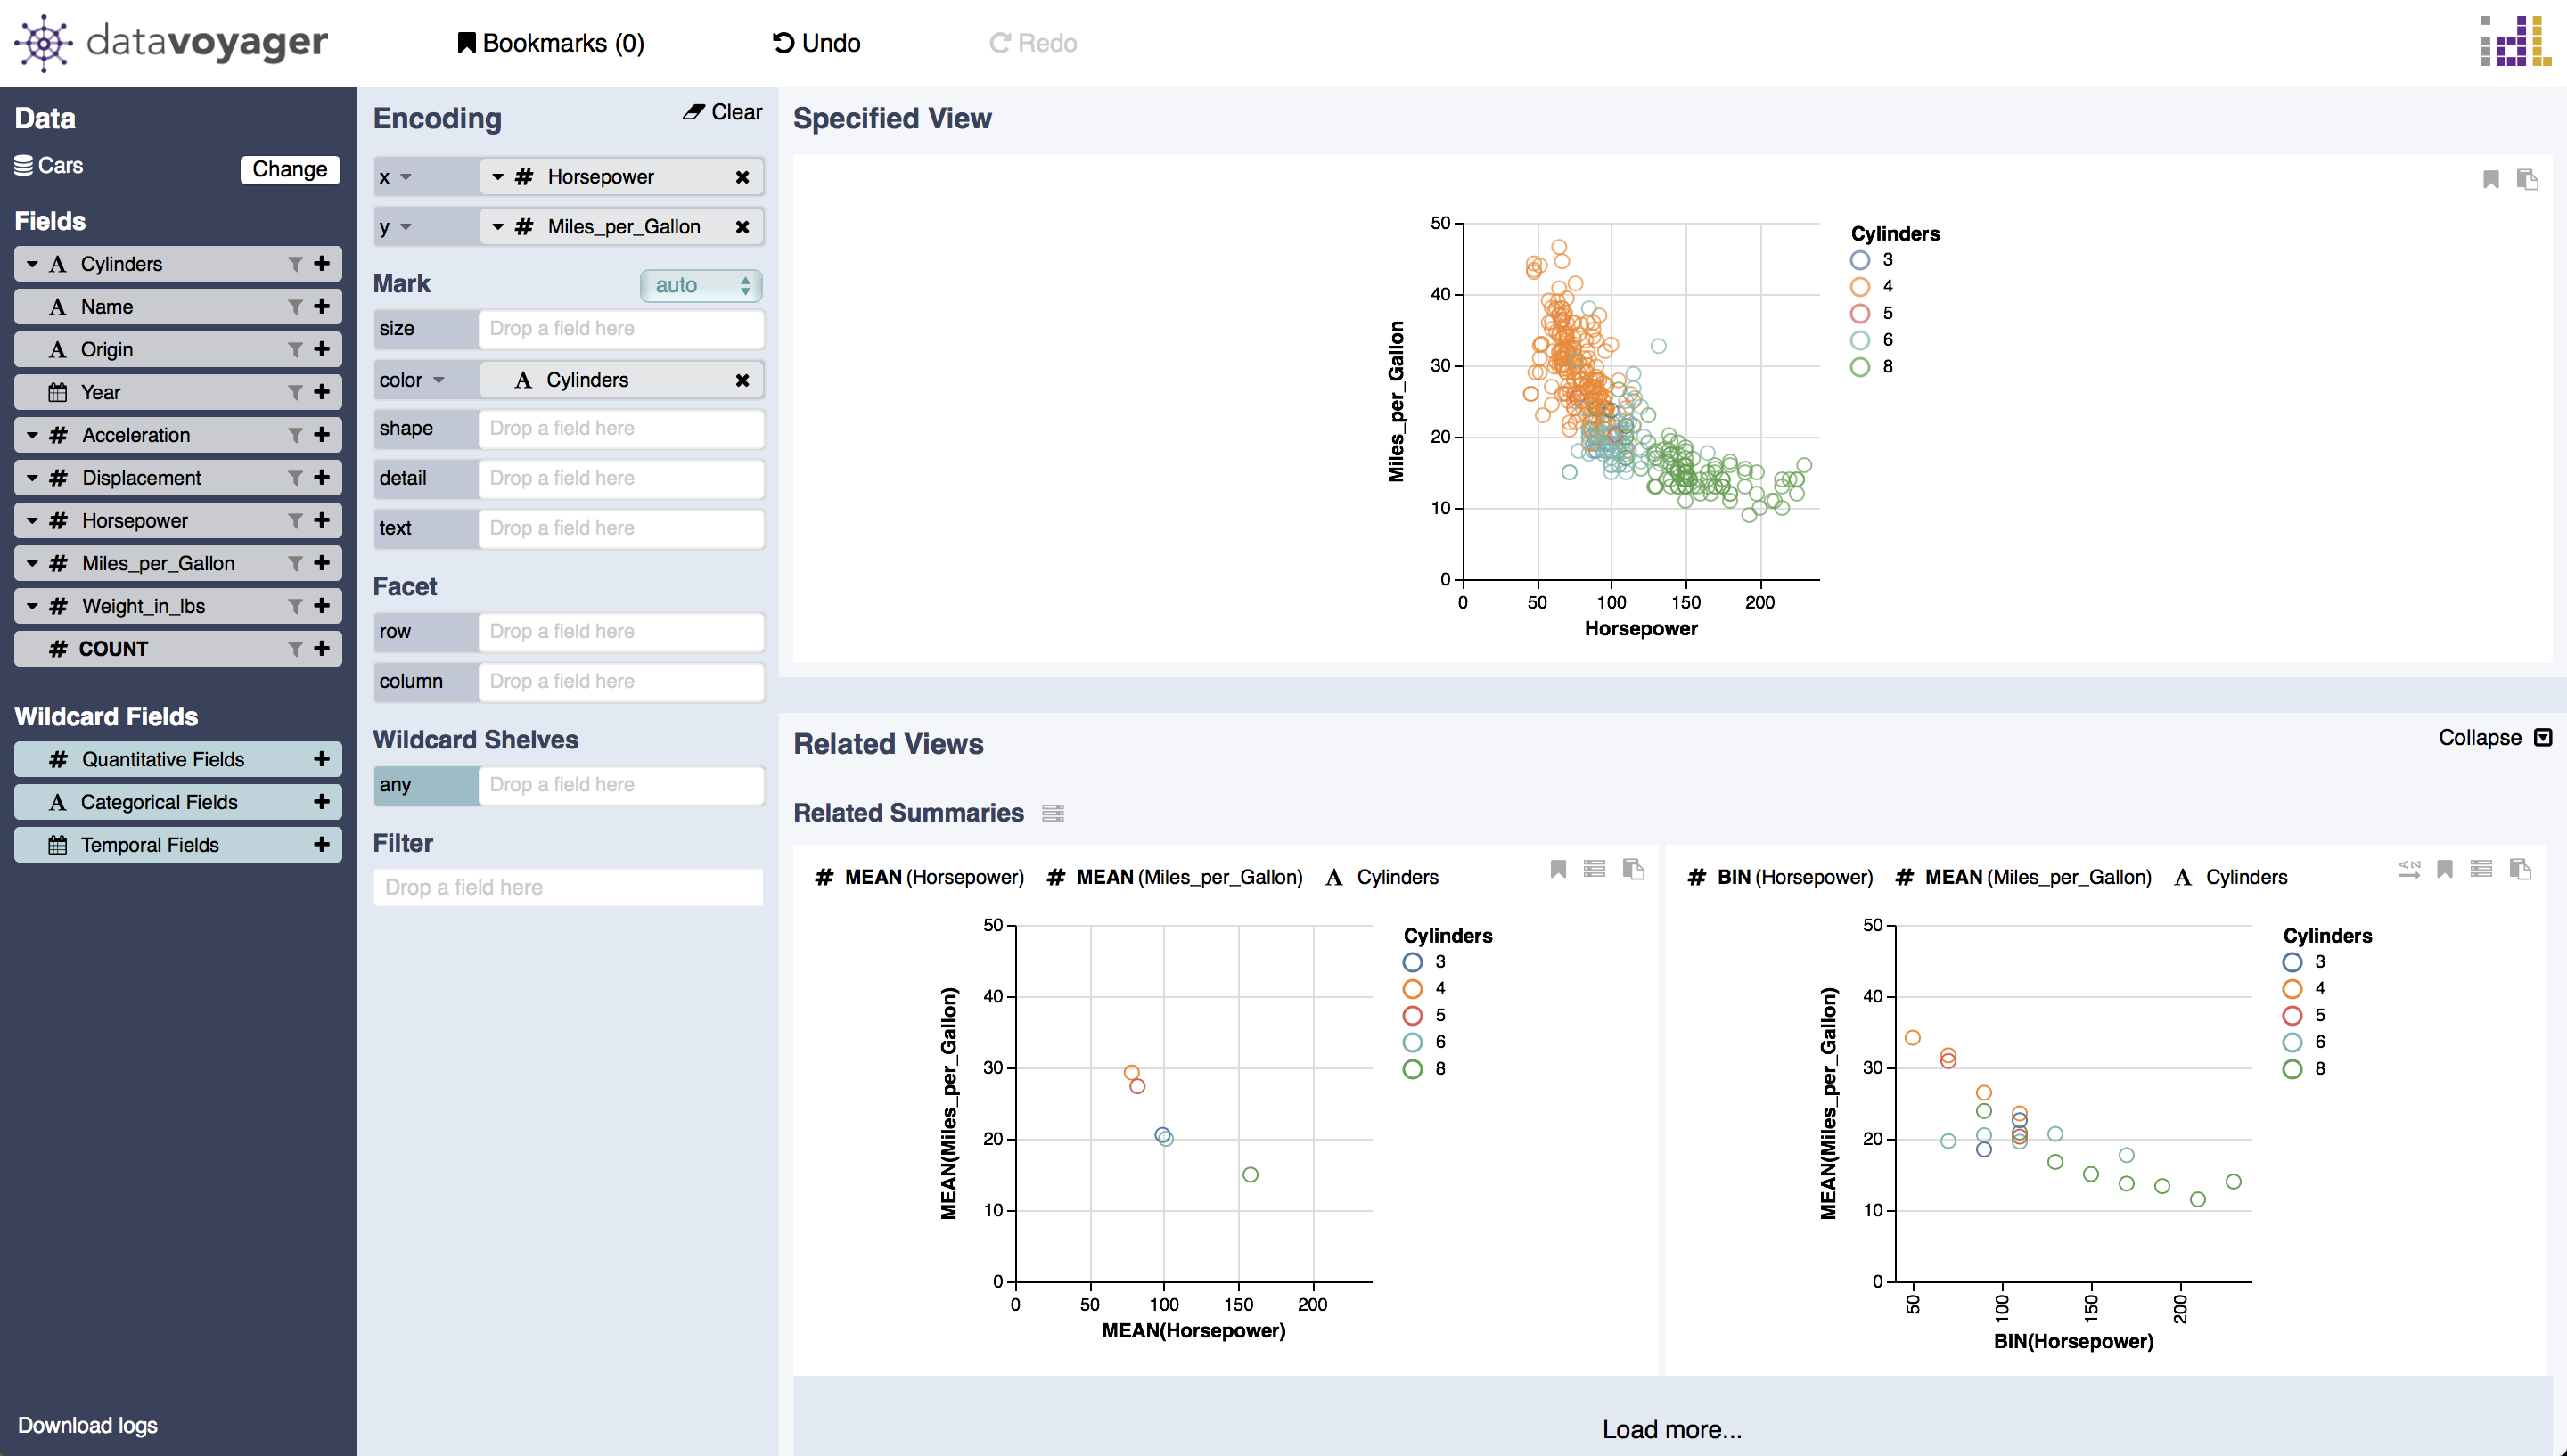 datavoyager
Bookmarks (0)
Undo
Redo
idl
Data
Cars
Change
Fields
A Cylinders
A Name
A Origin
Year
# Acceleration
# Displacement
# Horsepower
# Miles_per_Gallon
# Weight_in_lbs
# COUNT
Wildcard Fields
# Quantitative Fields
A Categorical Fields
Temporal Fields
Download logs
Encoding
Clear
x # Horsepower
y # Miles_per_Gallon
Mark auto
size Drop a field here
color A Cylinders
shape Drop a field here
detail Drop a field here
text Drop a field here
Facet
row Drop a field here
column Drop a field here
Wildcard Shelves
any Drop a field here
Filter
Drop a field here
Specified View
50
40
30
20
10
0
Miles_per_Gallon
0 50 100 150 200
Horsepower
Cylinders
3
4
5
6
8
Related Views
Collapse
Related Summaries
# MEAN (Horsepower) # MEAN (Miles_per_Gallon) A Cylinders
50
40
30
20
10
0
MEAN(Miles_per_Gallon)
0 50 100 150 200
MEAN(Horsepower)
Cylinders
3
4
5
6
8
# BIN (Horsepower) # MEAN (Miles_per_Gallon) A Cylinders
50
40
30
20
10
0
MEAN(Miles_per_Gallon)
50 100 150 200
BIN(Horsepower)
Cylinders
3
4
5
6
8
Load more...